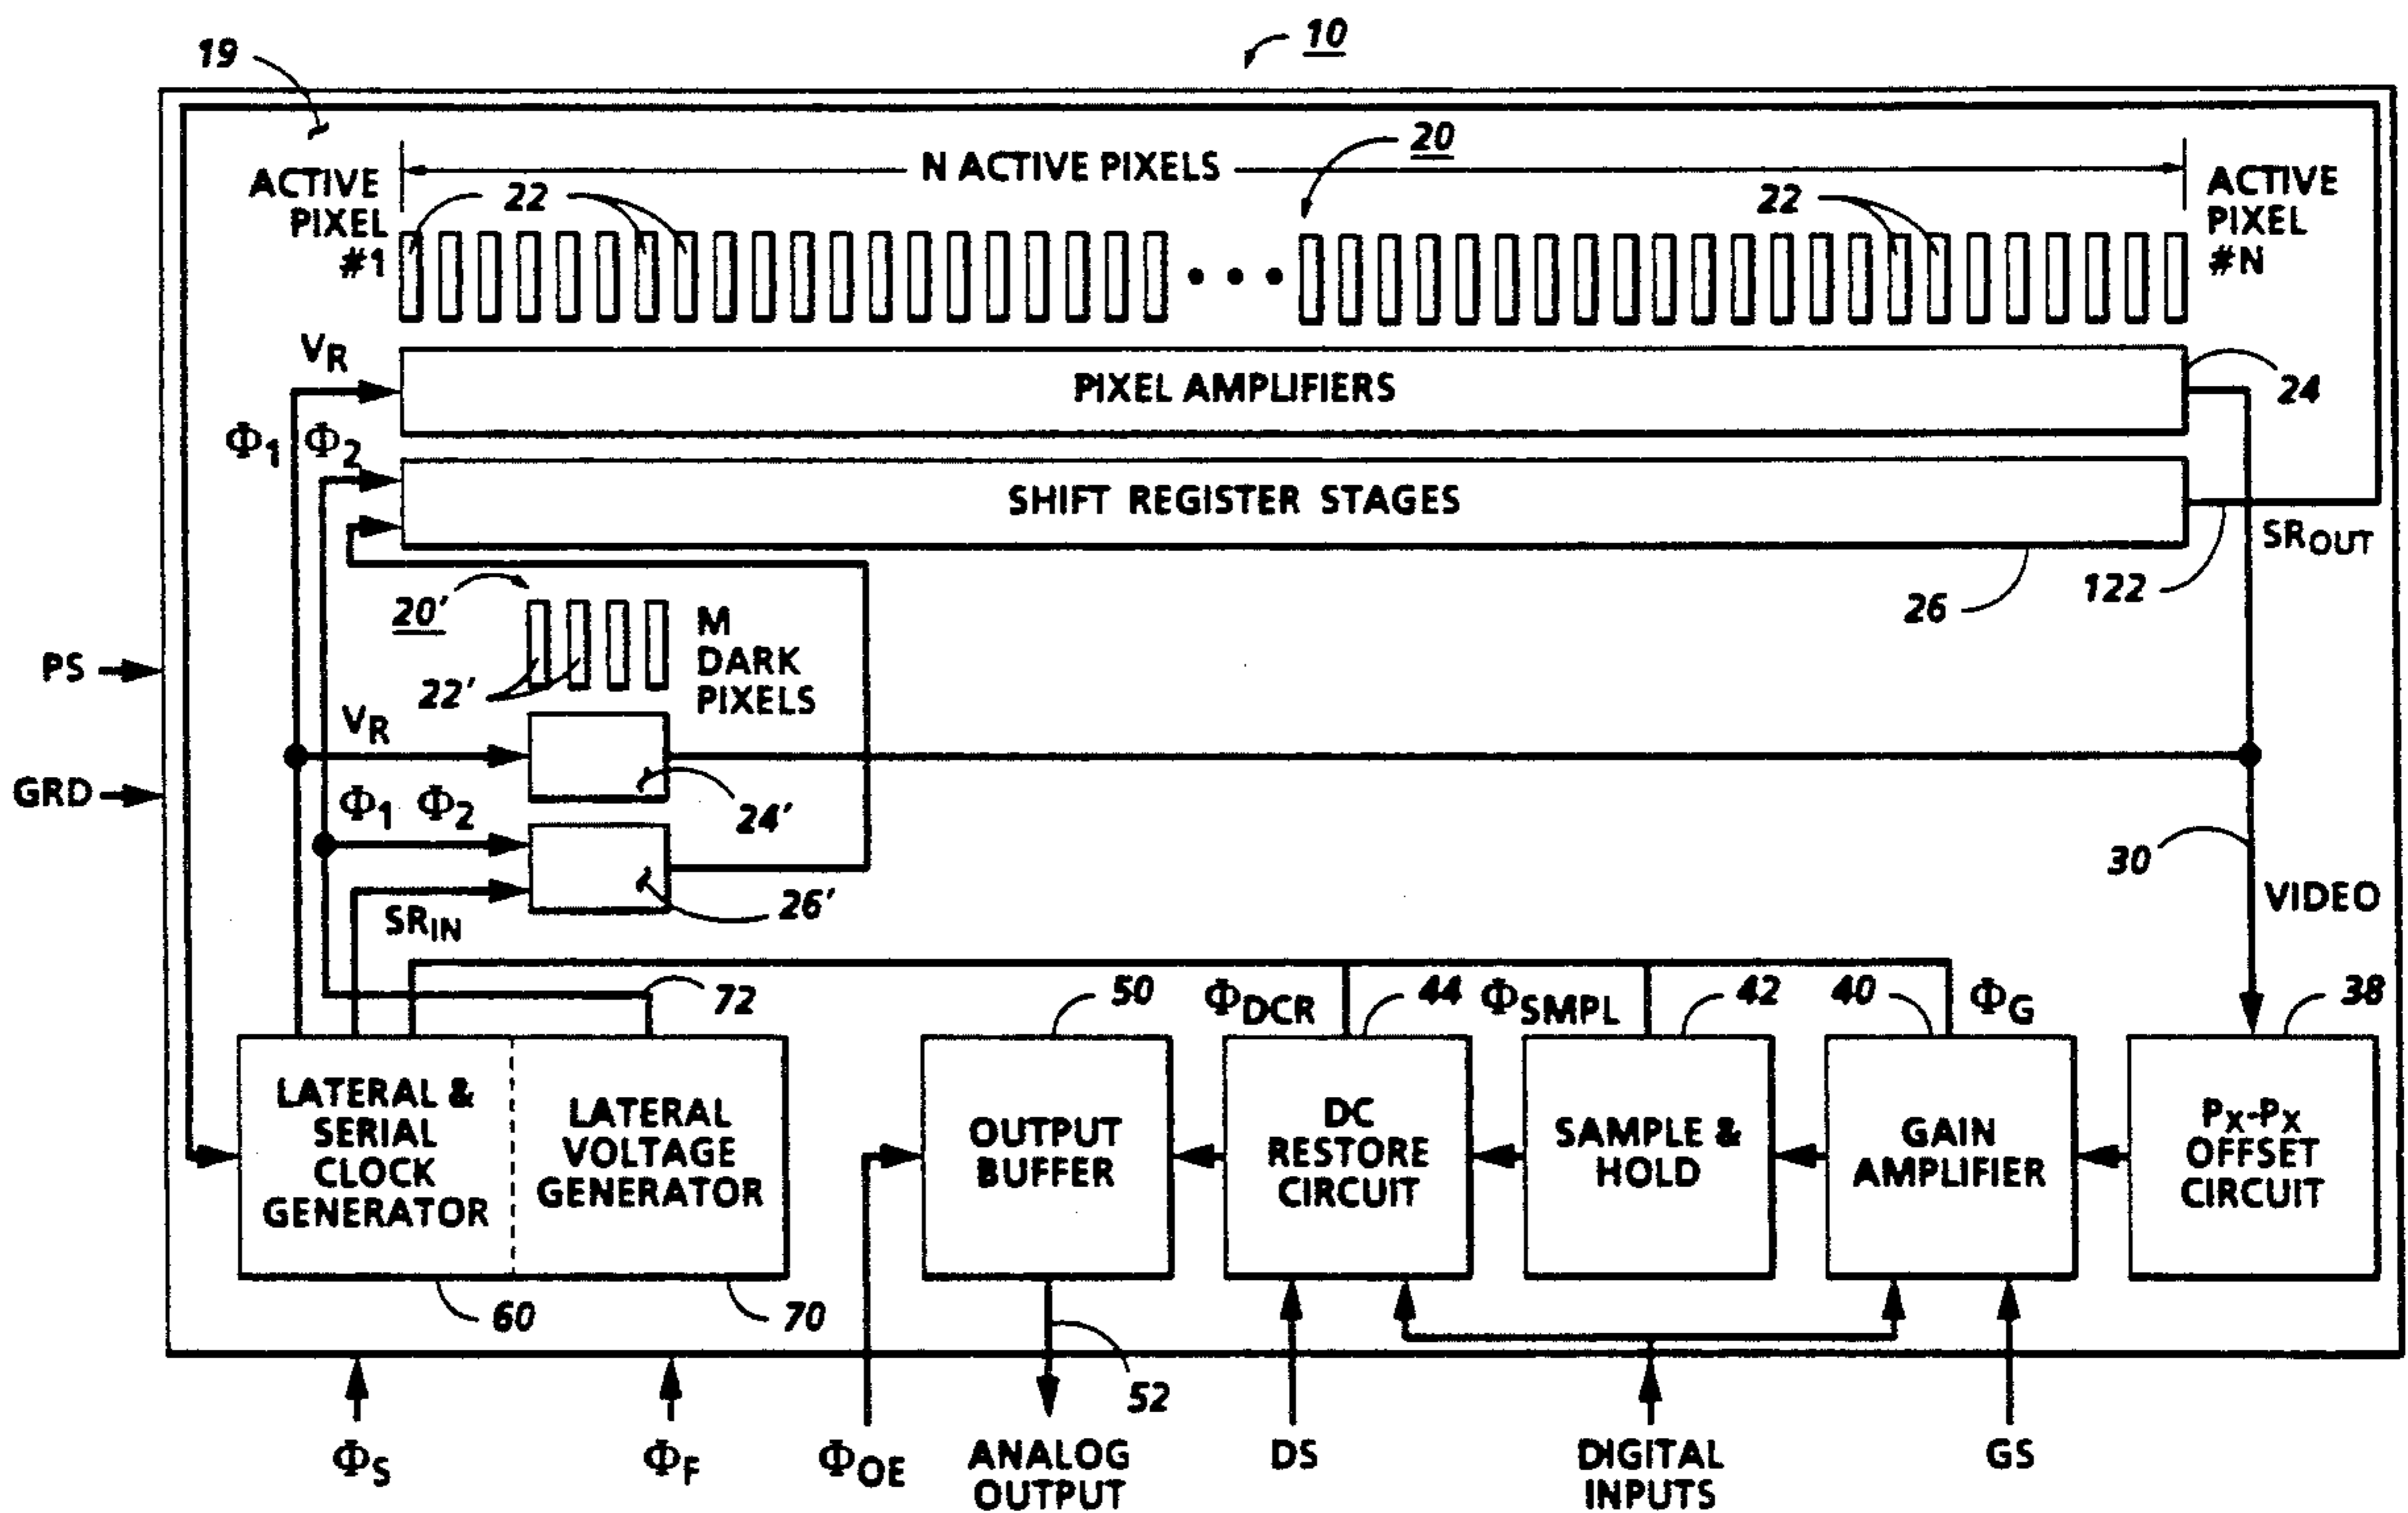 10
19
20
N ACTIVE PIXELS
ACTIVE
PIXEL
#1
22
22
ACTIVE
PIXEL
#N
VR
PIXEL AMPLIFIERS
24
Φ1 Φ2
SHIFT REGISTER STAGES
SROUT
122
26
20'
M
DARK
PIXELS
22'
PS
VR
GRD
24'
Φ1 Φ2
30
VIDEO
26'
SRIN
72
50
ΦDCR
44
ΦSMPL
42
40
ΦG
38
LATERAL &
SERIAL
CLOCK
GENERATOR
LATERAL
VOLTAGE
GENERATOR
OUTPUT
BUFFER
DC
RESTORE
CIRCUIT
SAMPLE &
HOLD
GAIN
AMPLIFIER
PX-PX
OFFSET
CIRCUIT
60
70
52
ΦS
ΦF
ΦOE
ANALOG
OUTPUT
DS
DIGITAL
INPUTS
GS